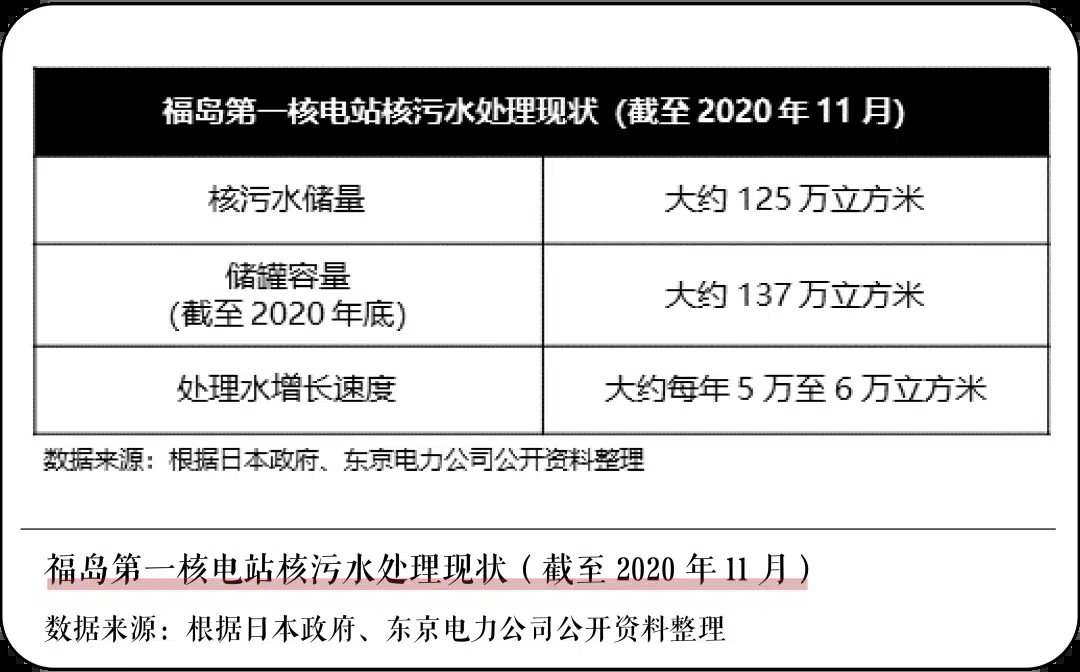 福岛第一核电站核污水处理现状 (截至 2020 年 11 月)
核污水储量
大约 125 万立方米
储罐容量
(截至 2020 年底)
大约 137 万立方米
处理水增长速度
大约每年 5 万至 6 万立方米
数据来源：根据日本政府、东京电力公司公开资料整理
福岛第一核电站核污水处理现状（截至 2020 年 11 月）
数据来源：根据日本政府、东京电力公司公开资料整理